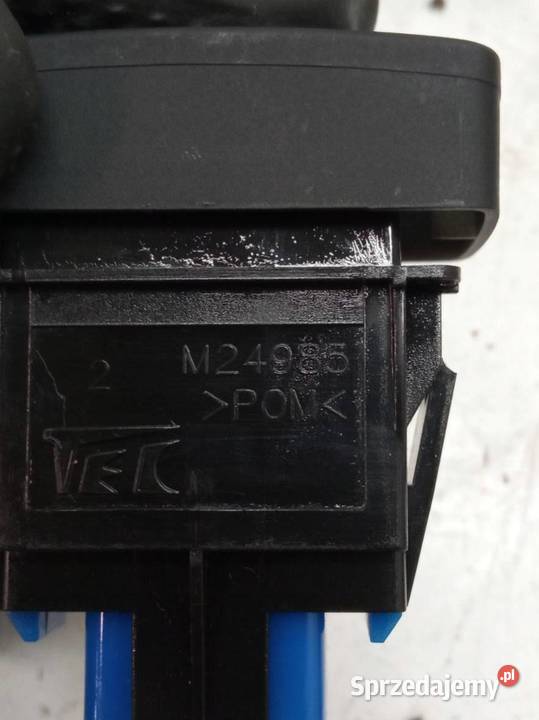 M24985
2
>POM<
TEC
Sprzedajemy.pl